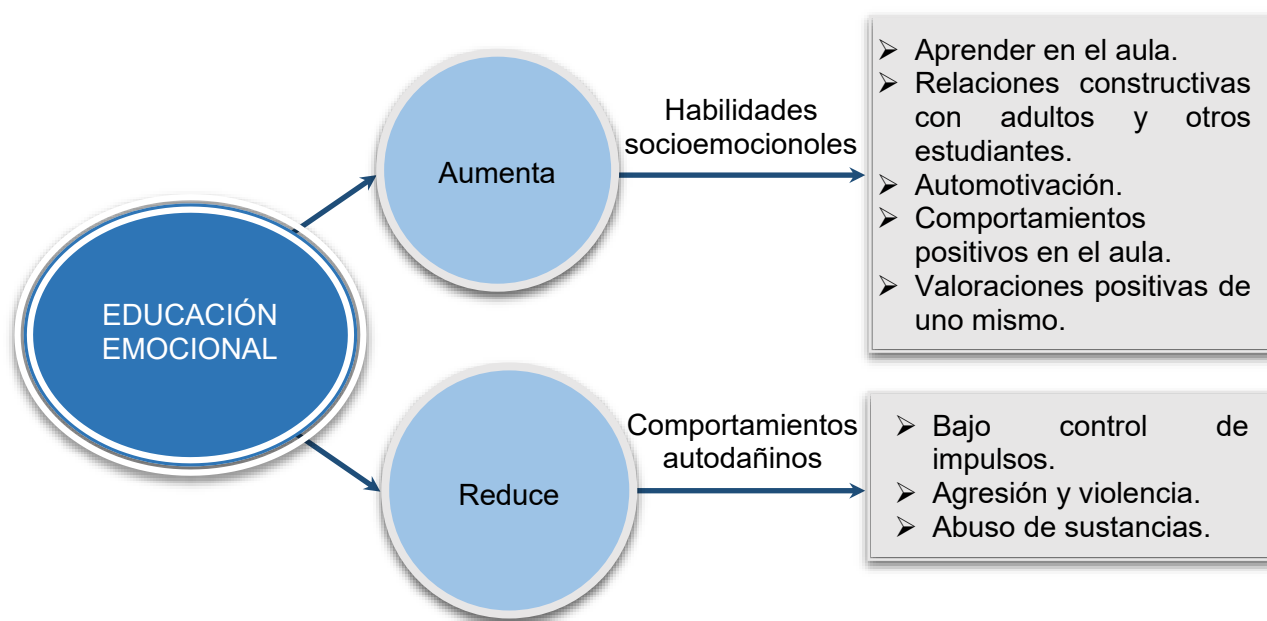 EDUCACIÓN
EMOCIONAL
Aumenta
Habilidades
socioemocionoles
➢ Aprender en el aula.
➢ Relaciones constructivas
con adultos y otros
estudiantes.
➢ Automotivación.
➢ Comportamientos
positivos en el aula.
➢ Valoraciones positivas de
uno mismo.
Reduce
Comportamientos
autodañinos
➢ Bajo control de
impulsos.
➢ Agresión y violencia.
➢ Abuso de sustancias.